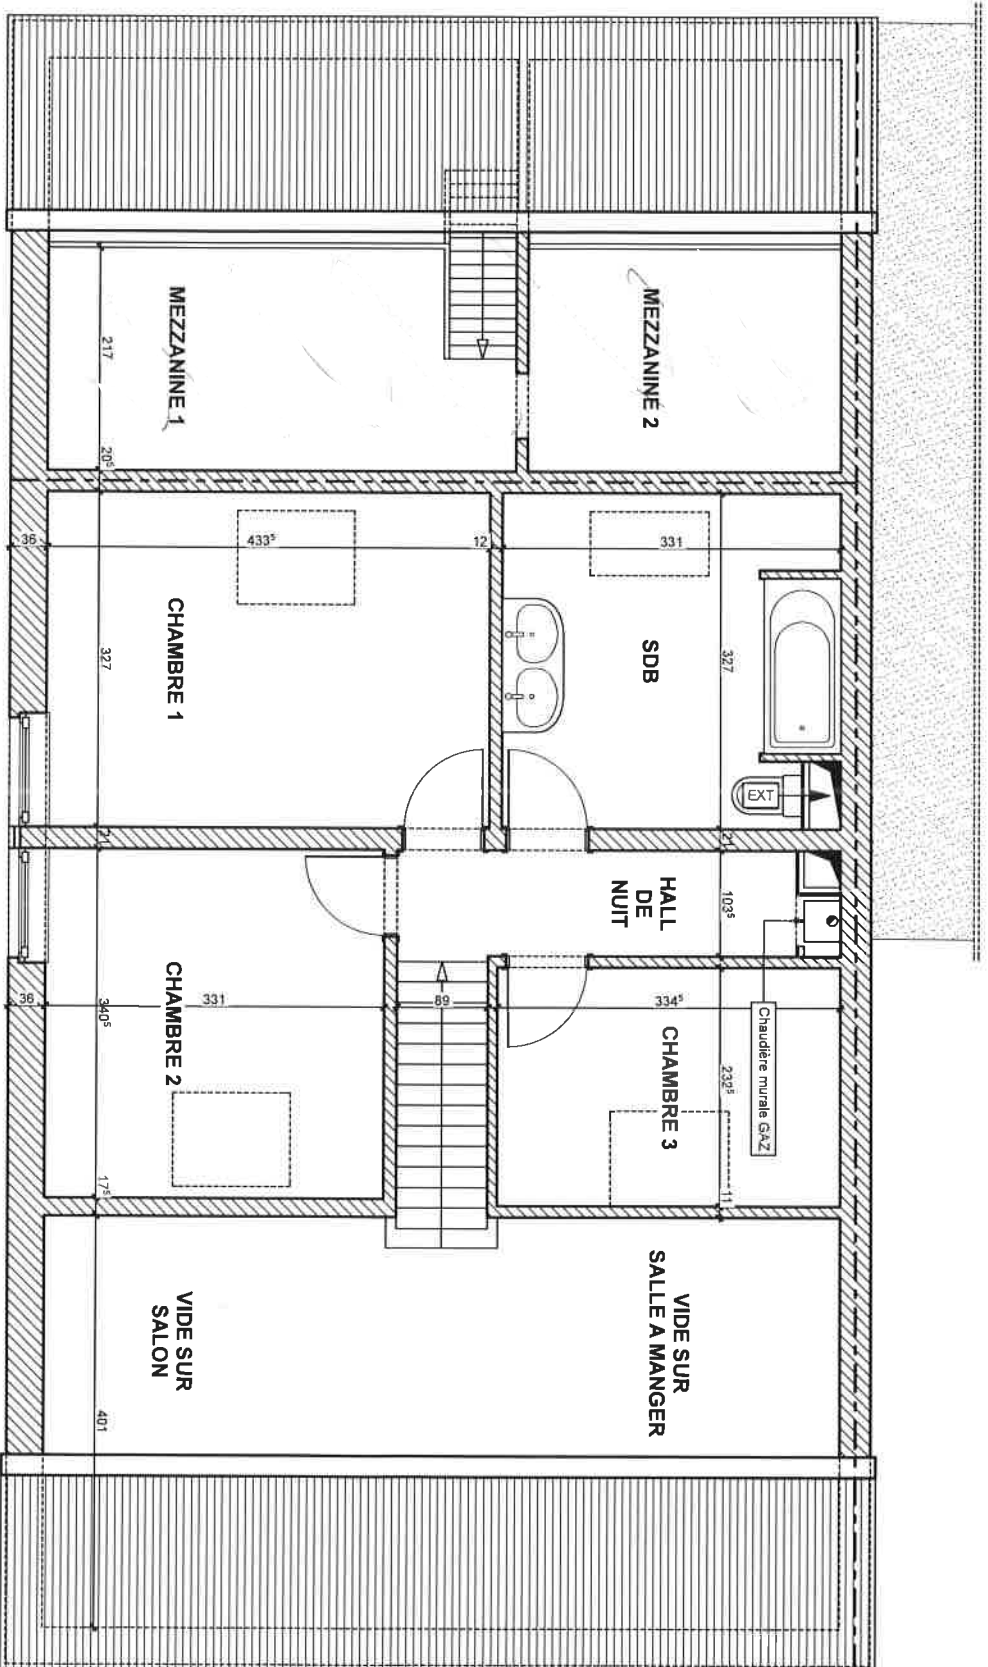 MEZZANINE 2
MEZZANINE 1
217
20⁵
36
433⁵
12
331
327
327
SDB
CHAMBRE 1
EXT
21
21
HALL
DE
NUIT
103⁵
Chaudière murale GAZ
36
331
89
334⁵
340⁵
232⁵
CHAMBRE 3
CHAMBRE 2
17⁵
11
VIDE SUR
SALLE A MANGER
VIDE SUR
SALON
401